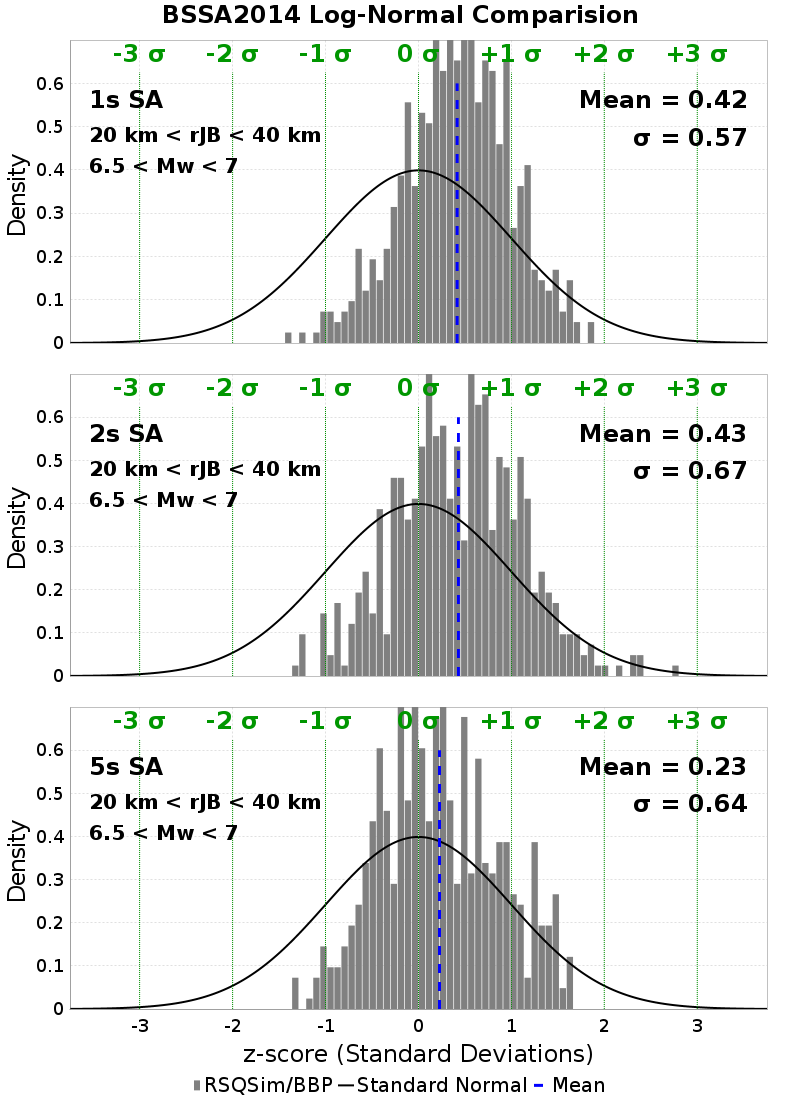 BSSA2014 Log-Normal Comparision
-3 σ -2 σ -1 σ 0 σ +1 σ +2 σ +3 σ
1s SA
20 km < rJB < 40 km
6.5 < Mw < 7
Mean = 0.42
σ = 0.57
Density
0.6
0.5
0.4
0.3
0.2
0.1
0
-3 σ -2 σ -1 σ 0 σ +1 σ +2 σ +3 σ
2s SA
20 km < rJB < 40 km
6.5 < Mw < 7
Mean = 0.43
σ = 0.67
Density
0.6
0.5
0.4
0.3
0.2
0.1
0
-3 σ -2 σ -1 σ 0 σ +1 σ +2 σ +3 σ
5s SA
20 km < rJB < 40 km
6.5 < Mw < 7
Mean = 0.23
σ = 0.64
Density
0.6
0.5
0.4
0.3
0.2
0.1
0
-3 -2 -1 0 1 2 3
z-score (Standard Deviations)
RSQSim/BBP Standard Normal Mean